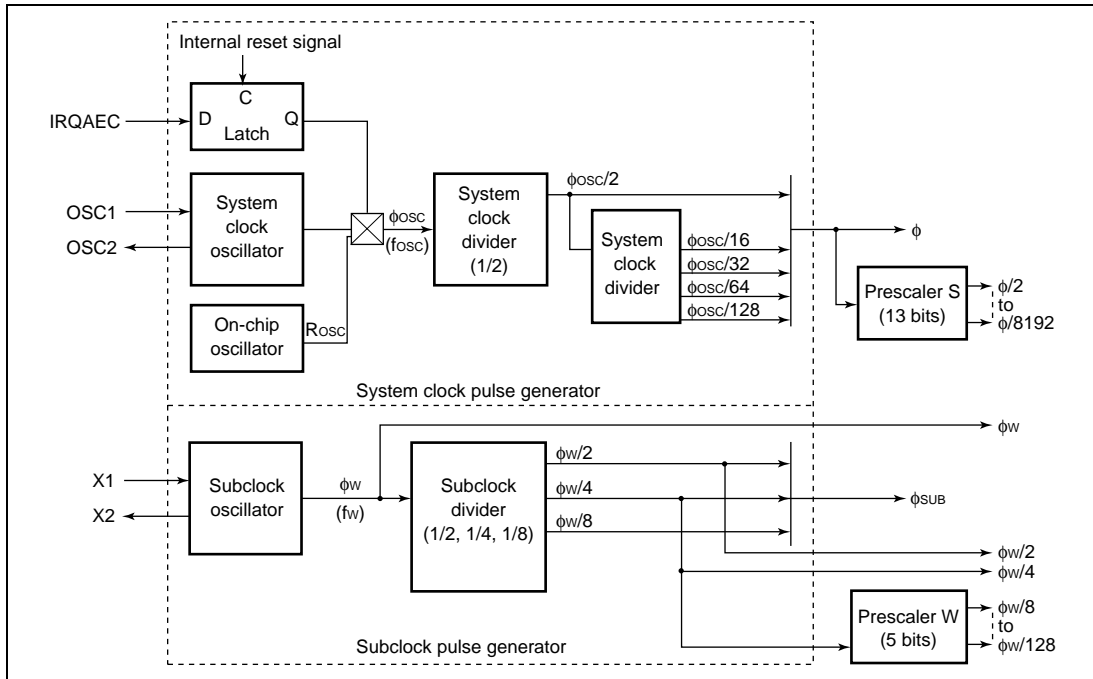 Internal reset signal
C
IRQAEC
D
Q
Latch
OSC1
OSC2
System
clock
oscillator
On-chip
oscillator
ROSC
φOSC
(fOSC)
System
clock
divider
(1/2)
φOSC/2
System
clock
divider
φOSC/16
φOSC/32
φOSC/64
φOSC/128
φ
Prescaler S
(13 bits)
φ/2
to
φ/8192
System clock pulse generator
X1
X2
Subclock
oscillator
φW
(fW)
Subclock
divider
(1/2, 1/4, 1/8)
φW/2
φW/4
φW/8
φW
φSUB
φW/2
φW/4
Prescaler W
(5 bits)
φW/8
to
φW/128
Subclock pulse generator